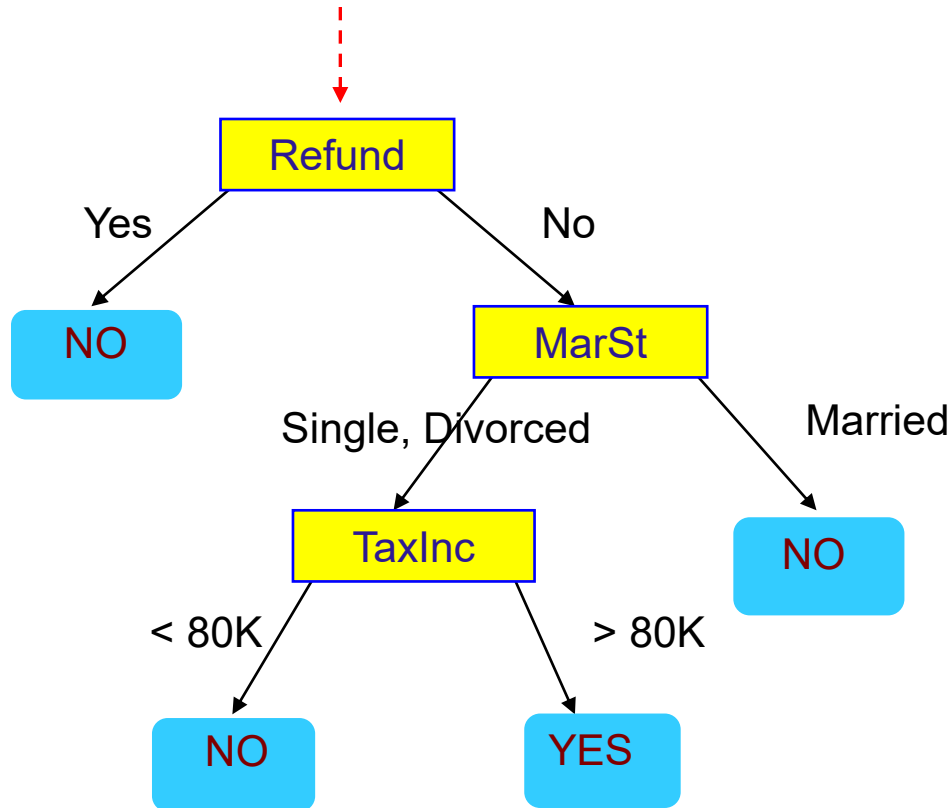 Refund
Yes
No
NO
MarSt
Single, Divorced
Married
TaxInc
NO
< 80K
> 80K
NO
YES